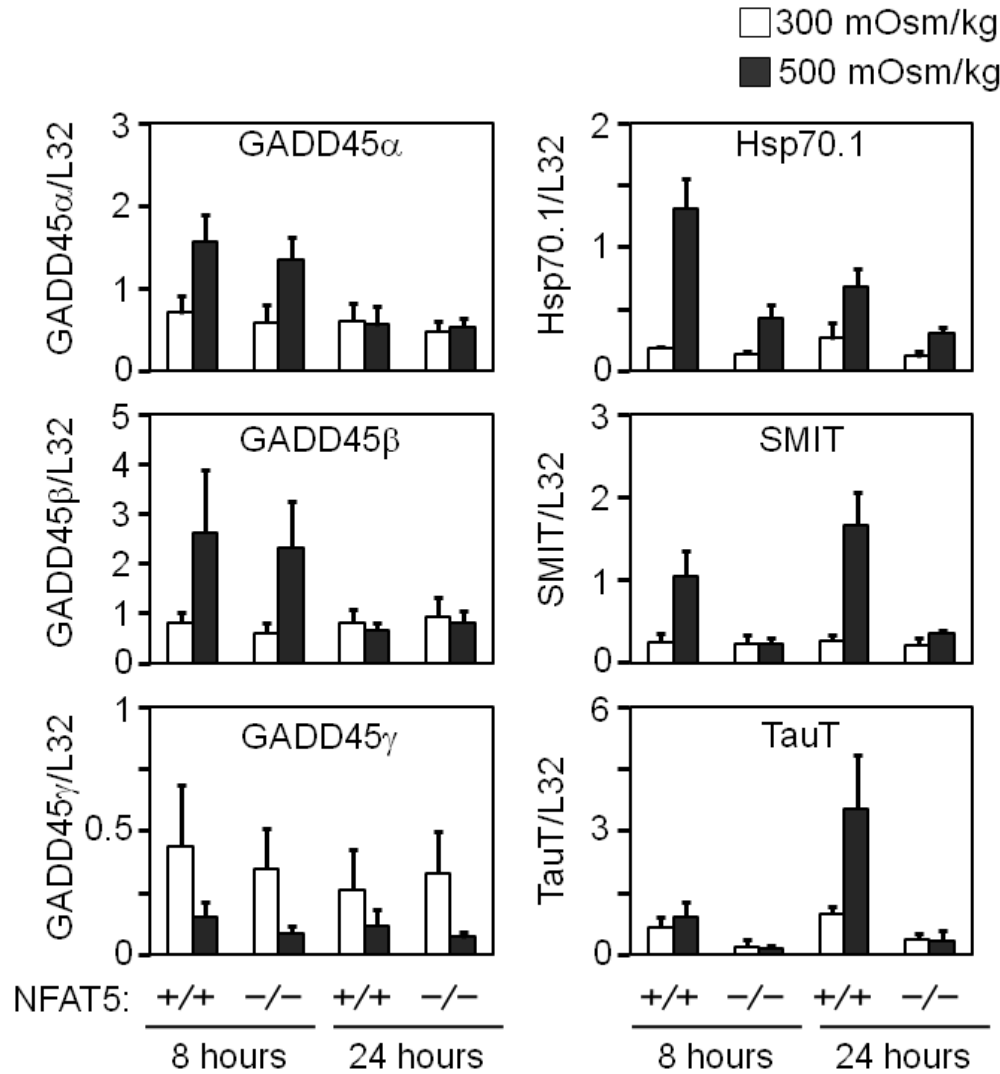 300 mOsm/kg
500 mOsm/kg
GADD45α/L32
3
2
1
0
GADD45α
Hsp70.1/L32
2
1
0
Hsp70.1
GADD45β/L32
5
4
3
2
1
0
GADD45β
SMIT/L32
3
2
1
0
SMIT
GADD45γ/L32
1
0.5
0
GADD45γ
TauT/L32
6
3
0
TauT
NFAT5: +/+ −/− +/+ −/− +/+ −/− +/+ −/−
8 hours 24 hours 8 hours 24 hours